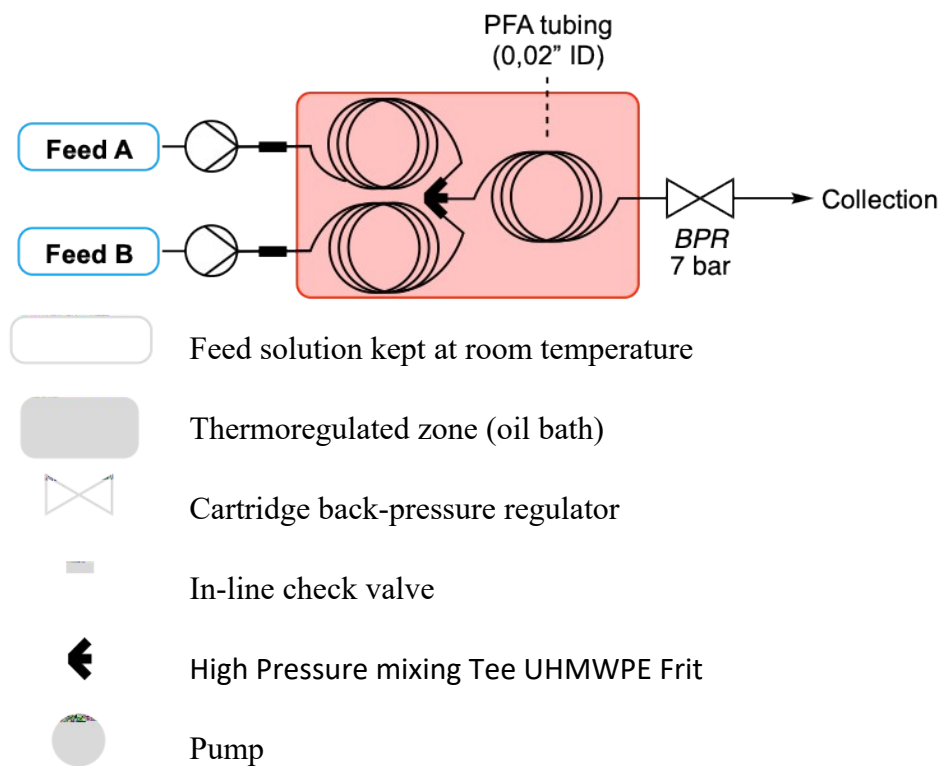 PFA tubing
(0,02” ID)
Feed A
Feed B
Collection
BPR
7 bar
Feed solution kept at room temperature
Thermoregulated zone (oil bath)
Cartridge back-pressure regulator
In-line check valve
High Pressure mixing Tee UHMWPE Frit
Pump